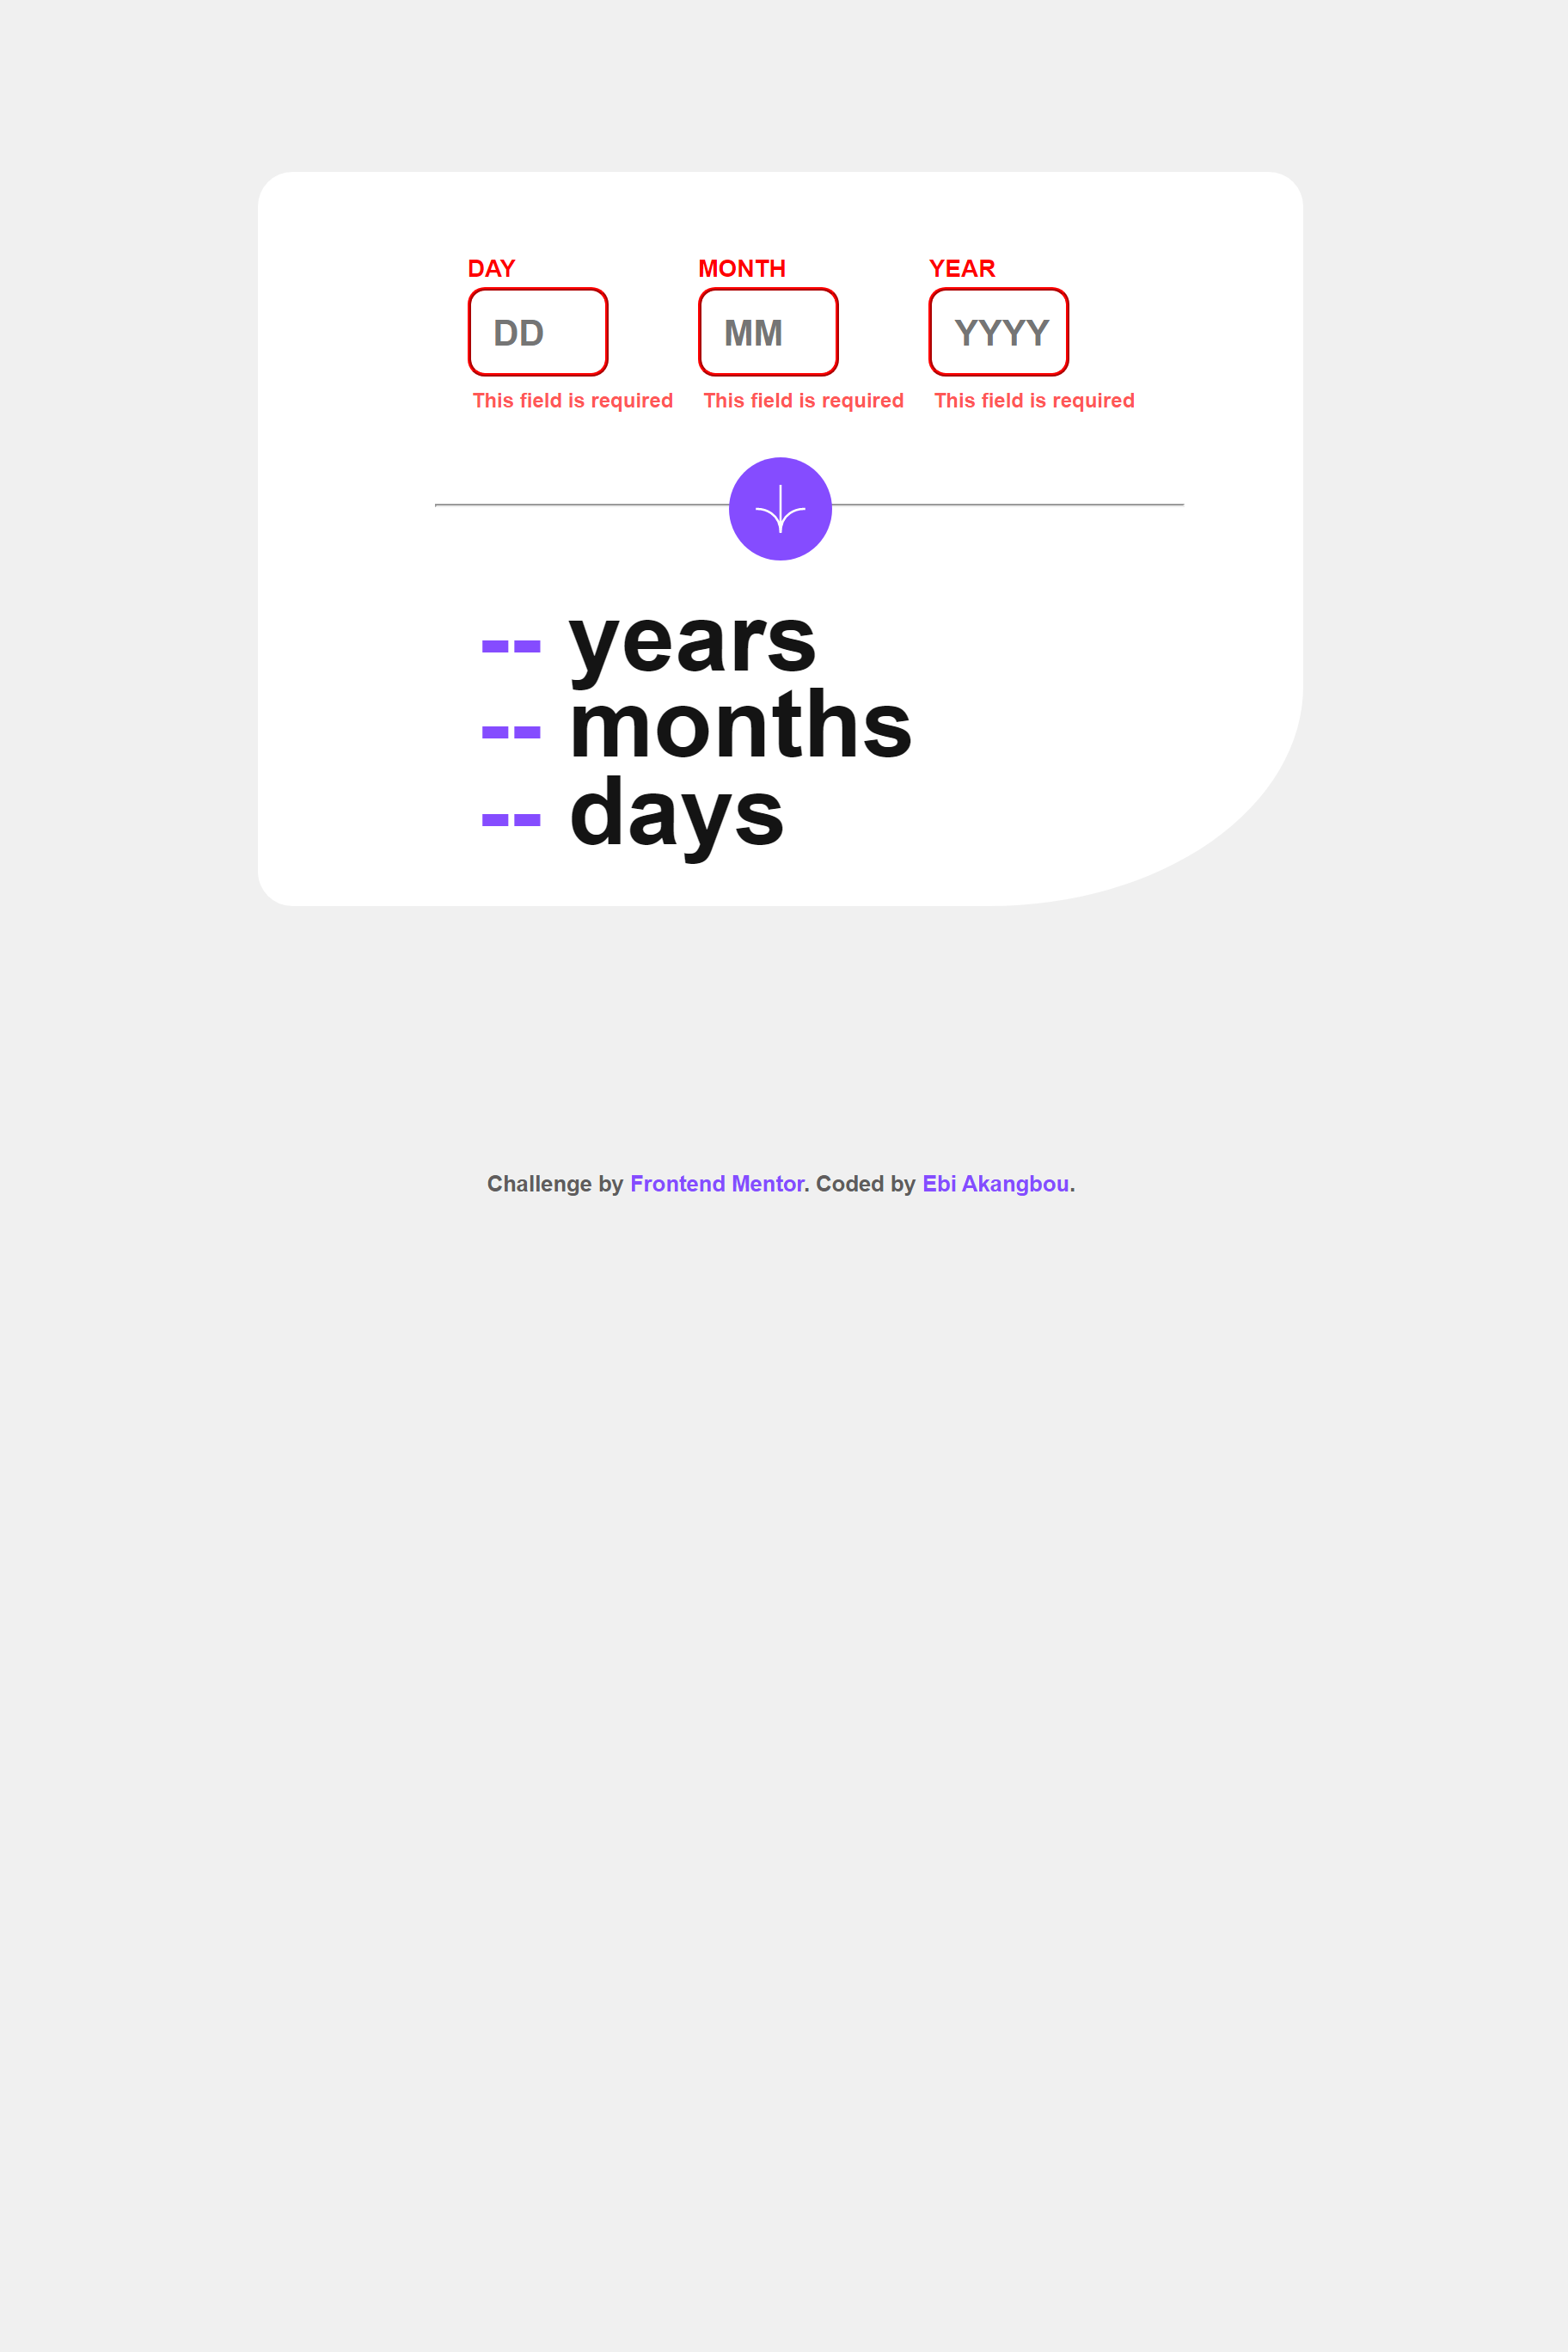 DAY MONTH YEAR
DD MM YYYY
This field is required This field is required This field is required
-- years
-- months
-- days
Challenge by Frontend Mentor. Coded by Ebi Akangbou.